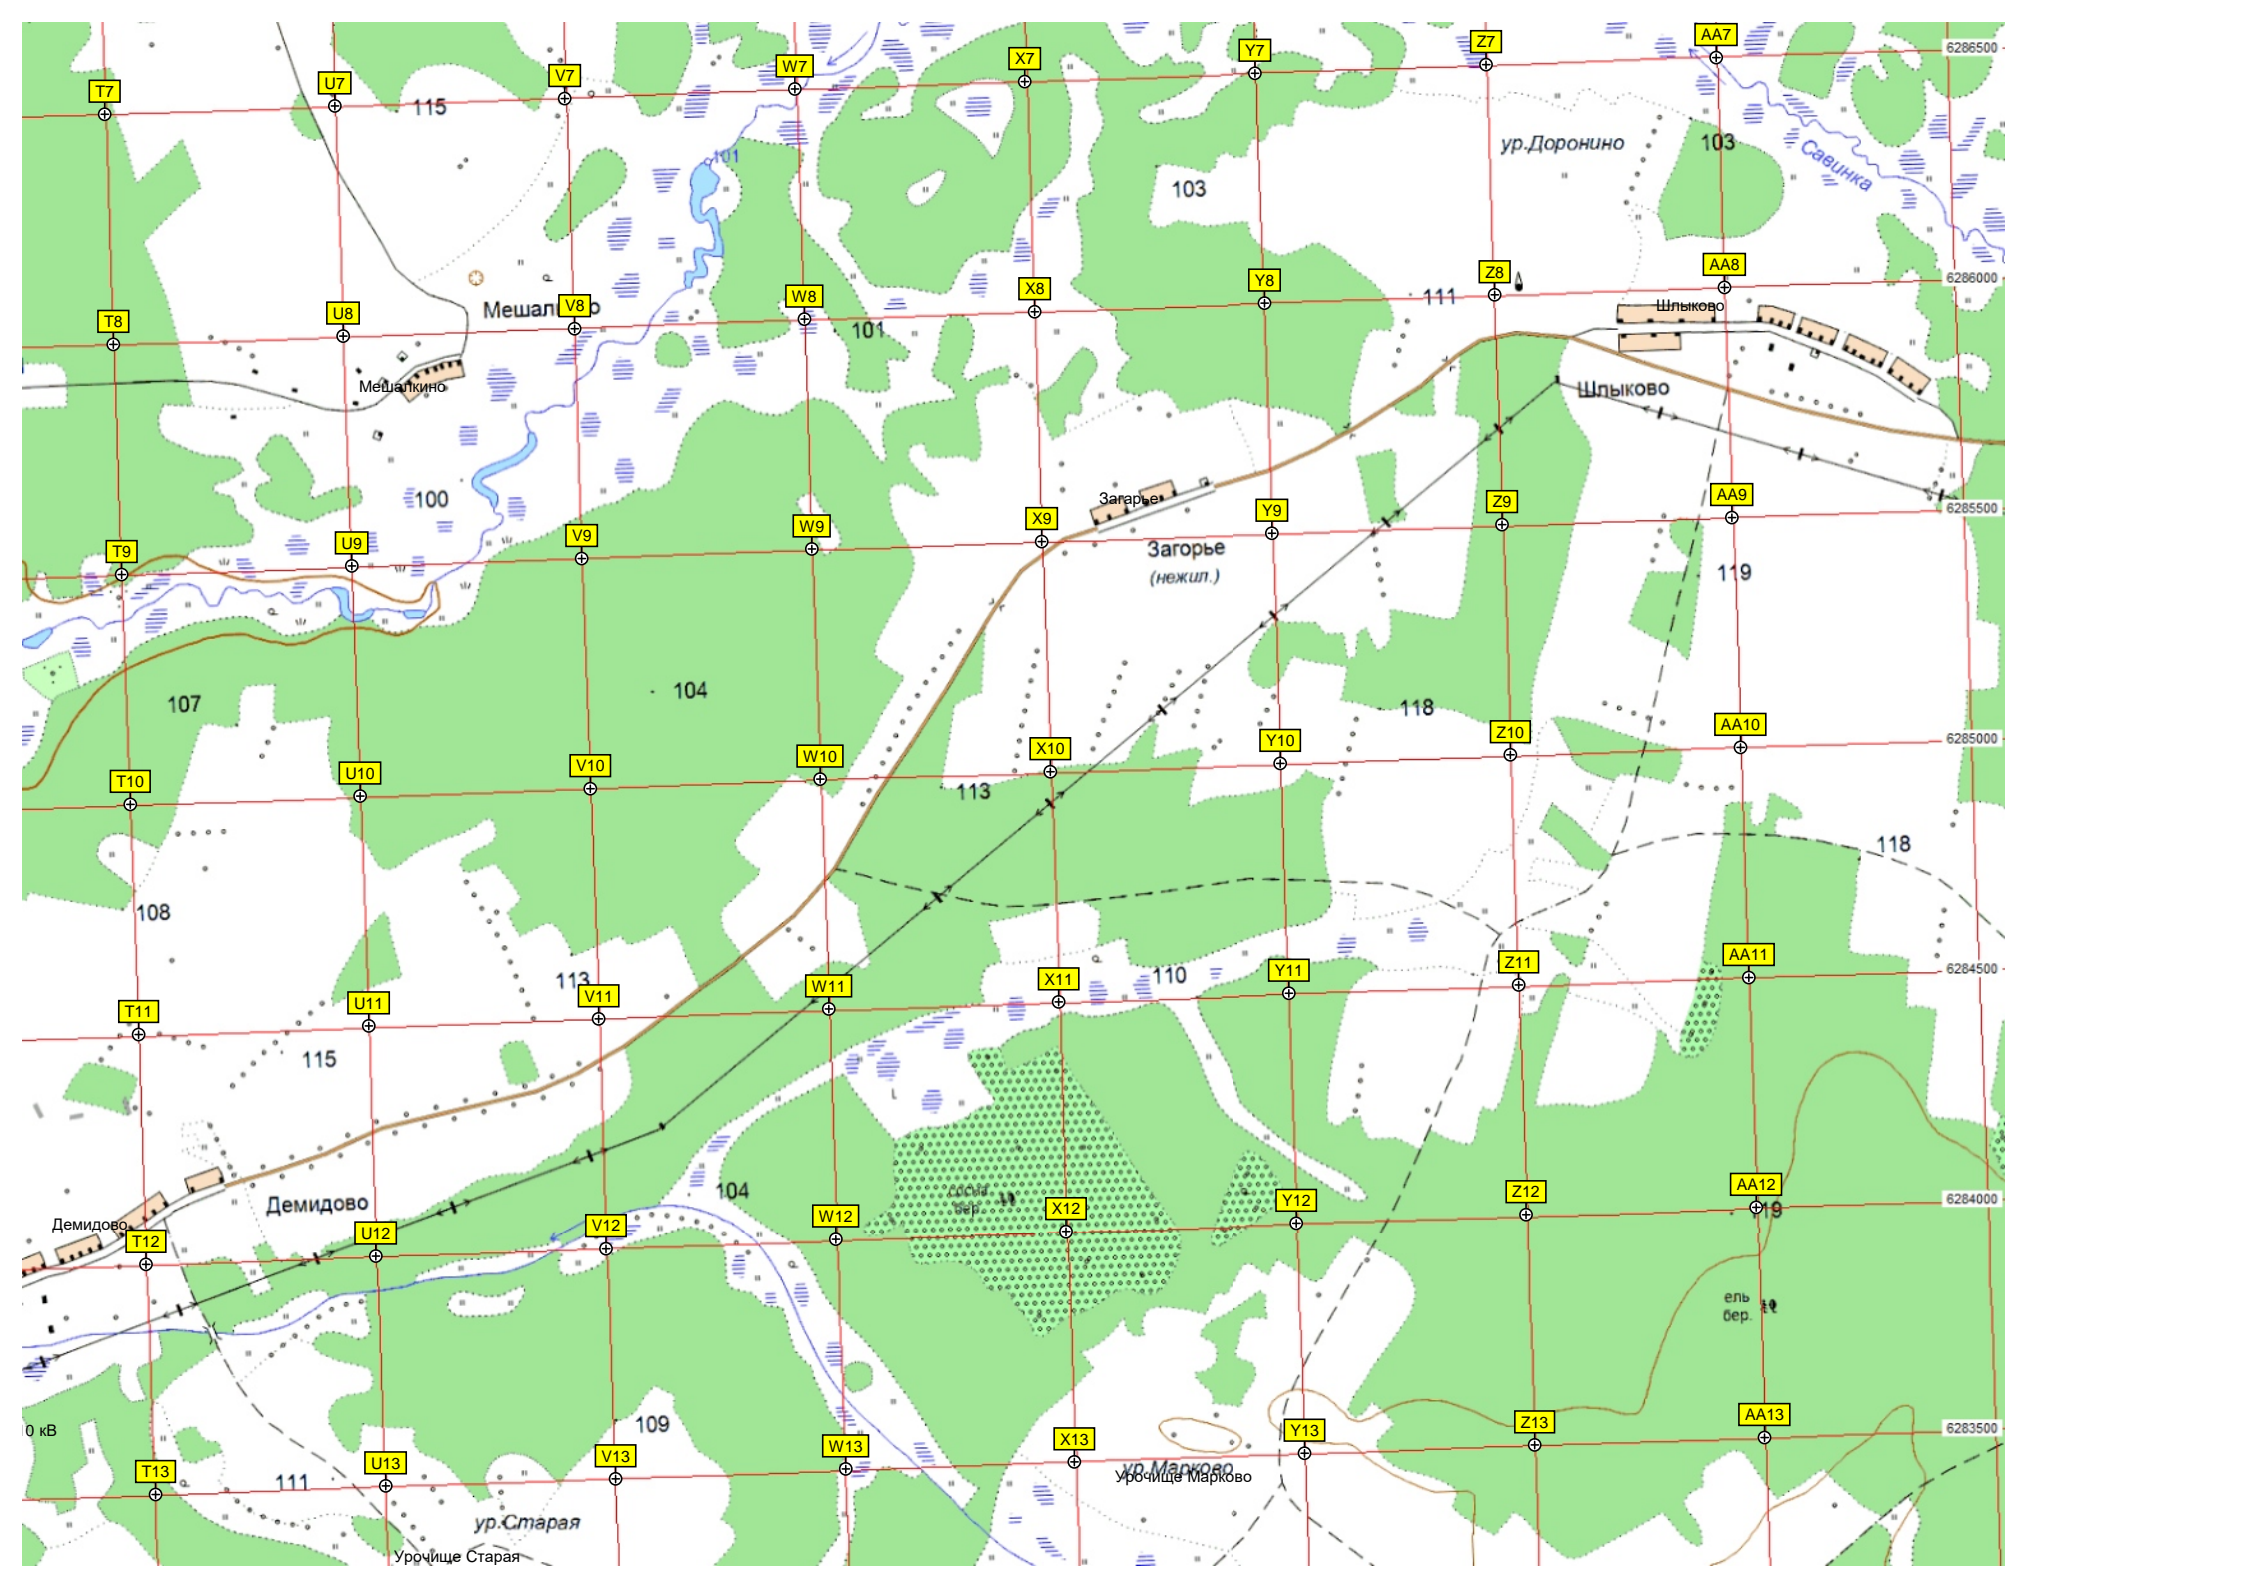 T7
U7
V7
W7
X7
Y7
Z7
AA7
6286500
115
101
103
ур.Доронино
103
Савинка
T8
U8
V8
W8
X8
Y8
Z8
AA8
6286000
101
111
Шлыково
Мешалкино
Шлыково
100
Загарье
T9
U9
V9
W9
X9
Y9
Z9
AA9
6285500
Загорье
(нежил.)
119
107
104
118
T10
U10
V10
W10
X10
Y10
Z10
AA10
6285000
113
118
108
113
110
T11
U11
V11
W11
X11
Y11
Z11
AA11
6284500
115
Демидово
104
сосна
бер.
Демидово
T12
U12
V12
W12
X12
Y12
Z12
AA12
6284000
119
ель
бер.
0 кВ
109
T13
U13
V13
W13
X13
Y13
Z13
AA13
6283500
111
ур.Марково
Урочище Марково
ур.Старая
Урочище Старая